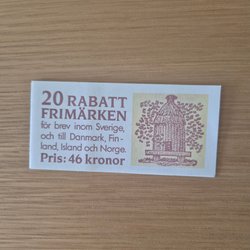 20 RABATT
FRIMÄRKEN
för brev inom Sverige,
och till Danmark, Fin-
land, Island och Norge.
Pris: 46 kronor